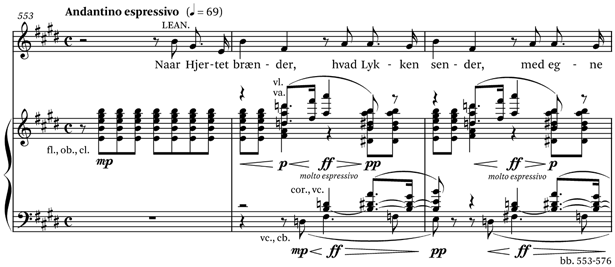 553
Andantino espressivo (♩ = 69)
LEAN.
Naar Hjer-tet bræn - der, hvad Lyk - ken sen - der, med eg - ne
vl.
va.
fl., ob., cl.
mp p ff pp p ff
molto espressivo molto espressivo
cor., vc.
vc., cb.
mp ff pp ff
bb. 553-576